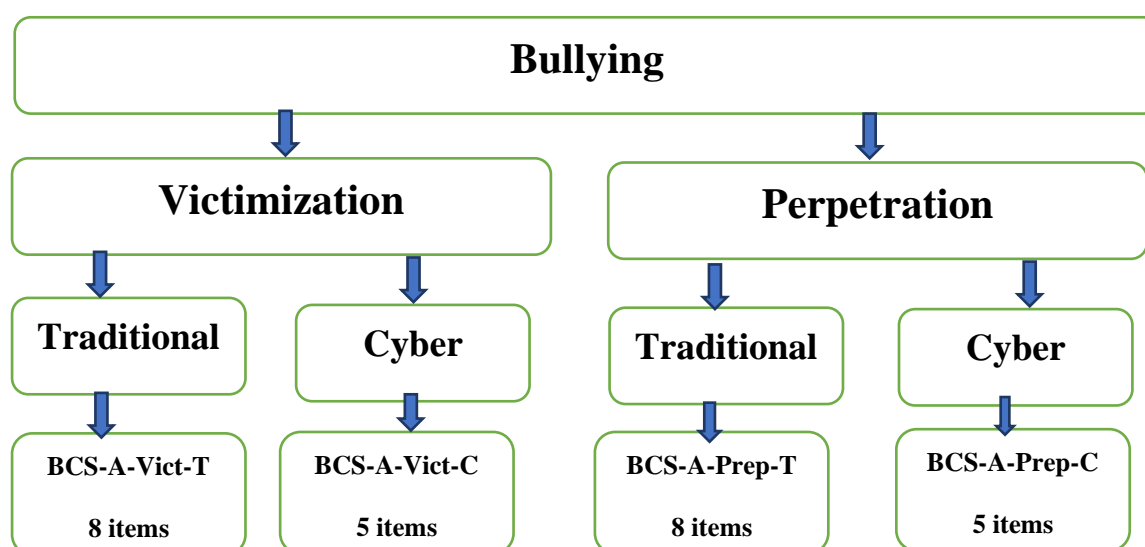 Bullying
Victimization
Perpetration
Traditional
Cyber
Traditional
Cyber
BCS-A-Vict-T
8 items
BCS-A-Vict-C
5 items
BCS-A-Prep-T
8 items
BCS-A-Prep-C
5 items